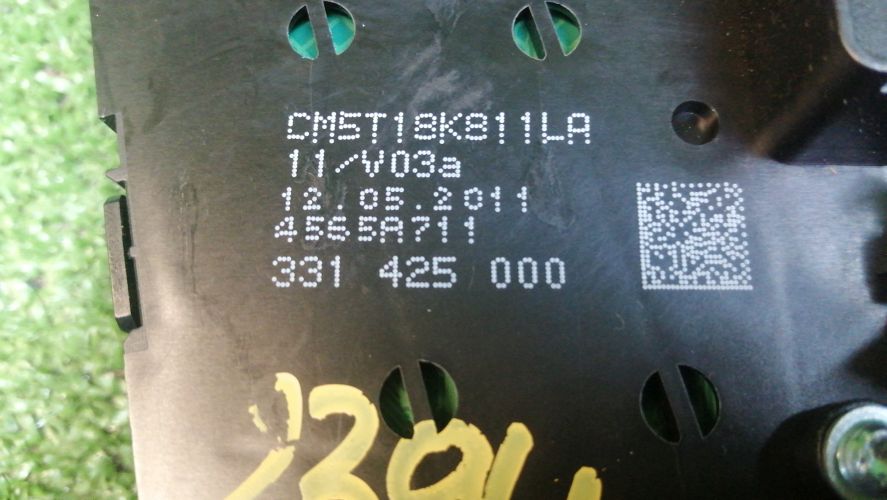 CM5T18K811LA
11/V03a
12.05.2011
4565A711
331 425 000